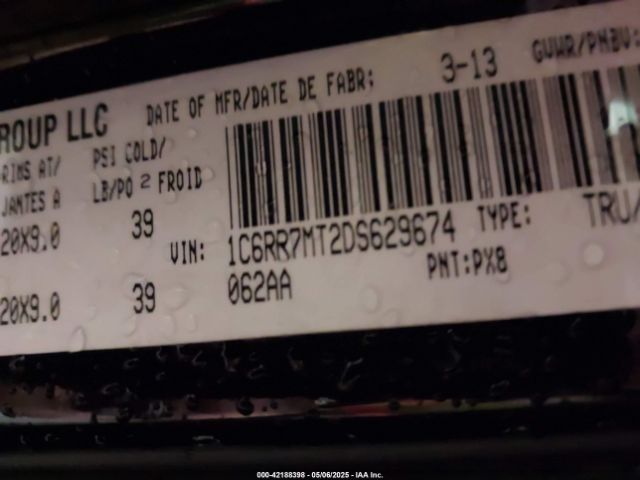 ROUP LLC DATE OF MFR/DATE DE FABR: 3-13 GVWR/PNBV:
RIMS AT/ PSI COLD/
JANTES A LB/PO 2 FROID
20X9.0 39
VIN: 1C6RR7MT2DS629674 TYPE: TRU/
20X9.0 39 062AA PNT:PX8
000-42188398 - 05/06/2025 - IAA Inc.